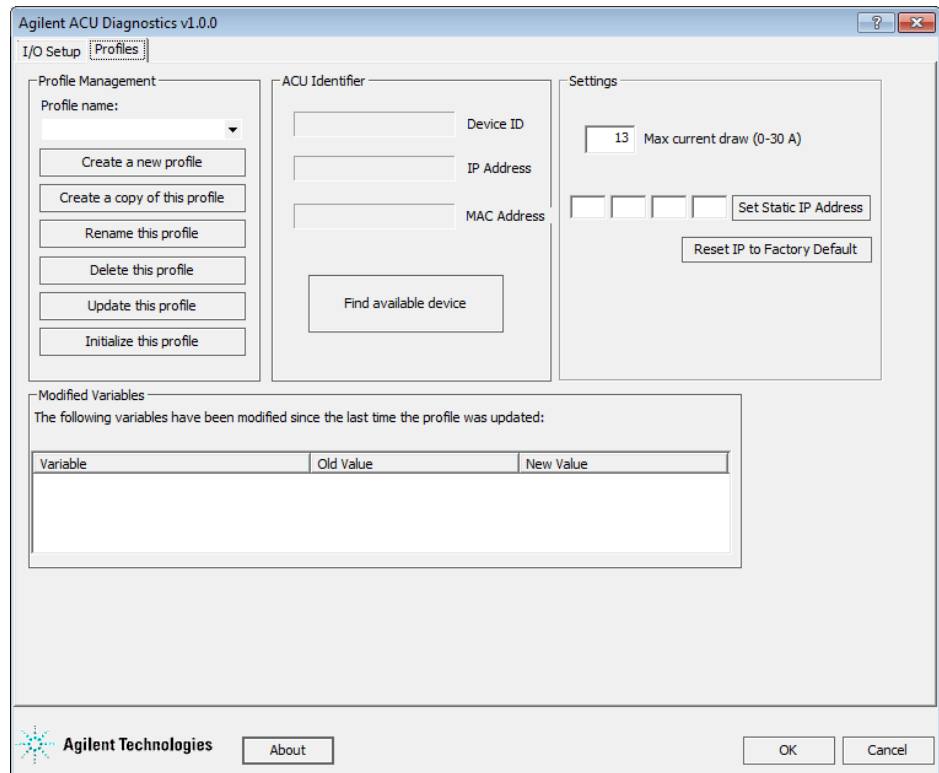 Agilent ACU Diagnostics v1.0.0
?
I/O Setup Profiles
Profile Management
Profile name:
Create a new profile
Create a copy of this profile
Rename this profile
Delete this profile
Update this profile
Initialize this profile
ACU Identifier
Device ID
IP Address
MAC Address
Find available device
Settings
13 Max current draw (0-30 A)
Set Static IP Address
Reset IP to Factory Default
Modified Variables
The following variables have been modified since the last time the profile was updated:
Variable Old Value New Value
Agilent Technologies
About
OK
Cancel